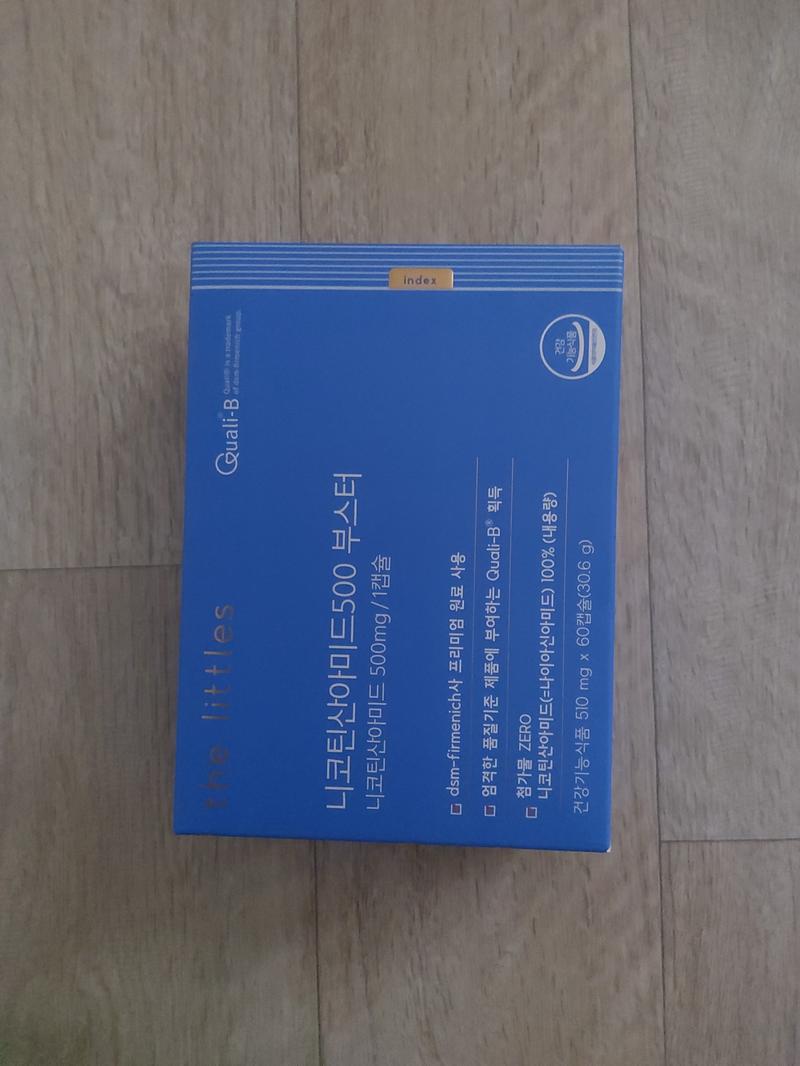 the littles
Quali-B®
Quali® is a trademark
of dsm-firmenich group.
니코틴산아미드500 부스터
니코틴산아미드 500mg/1캡슐
dsm-firmenich사 프리미엄 원료 사용
엄격한 품질기준 제품에 부여하는 Quali-B® 획득
첨가물 ZERO
니코틴산아미드(=나이아신아미드) 100% (내용량)
건강기능식품 510 mg x 60캡슐(30.6 g)
건강
기능식품
index